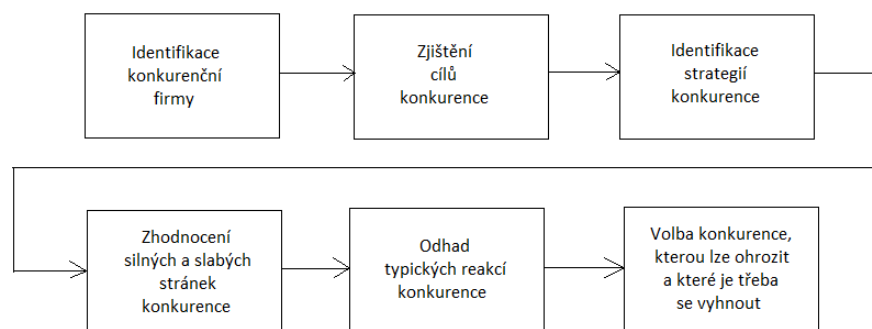 Identifikace
konkurenční
firmy
Zjištění
cílů
konkurence
Identifikace
strategií
konkurence
Zhodnocení
silných a slabých
stránek
konkurence
Odhad
typických reakcí
konkurence
Volba konkurence,
kterou lze ohrozit
a které je třeba
se vyhnout